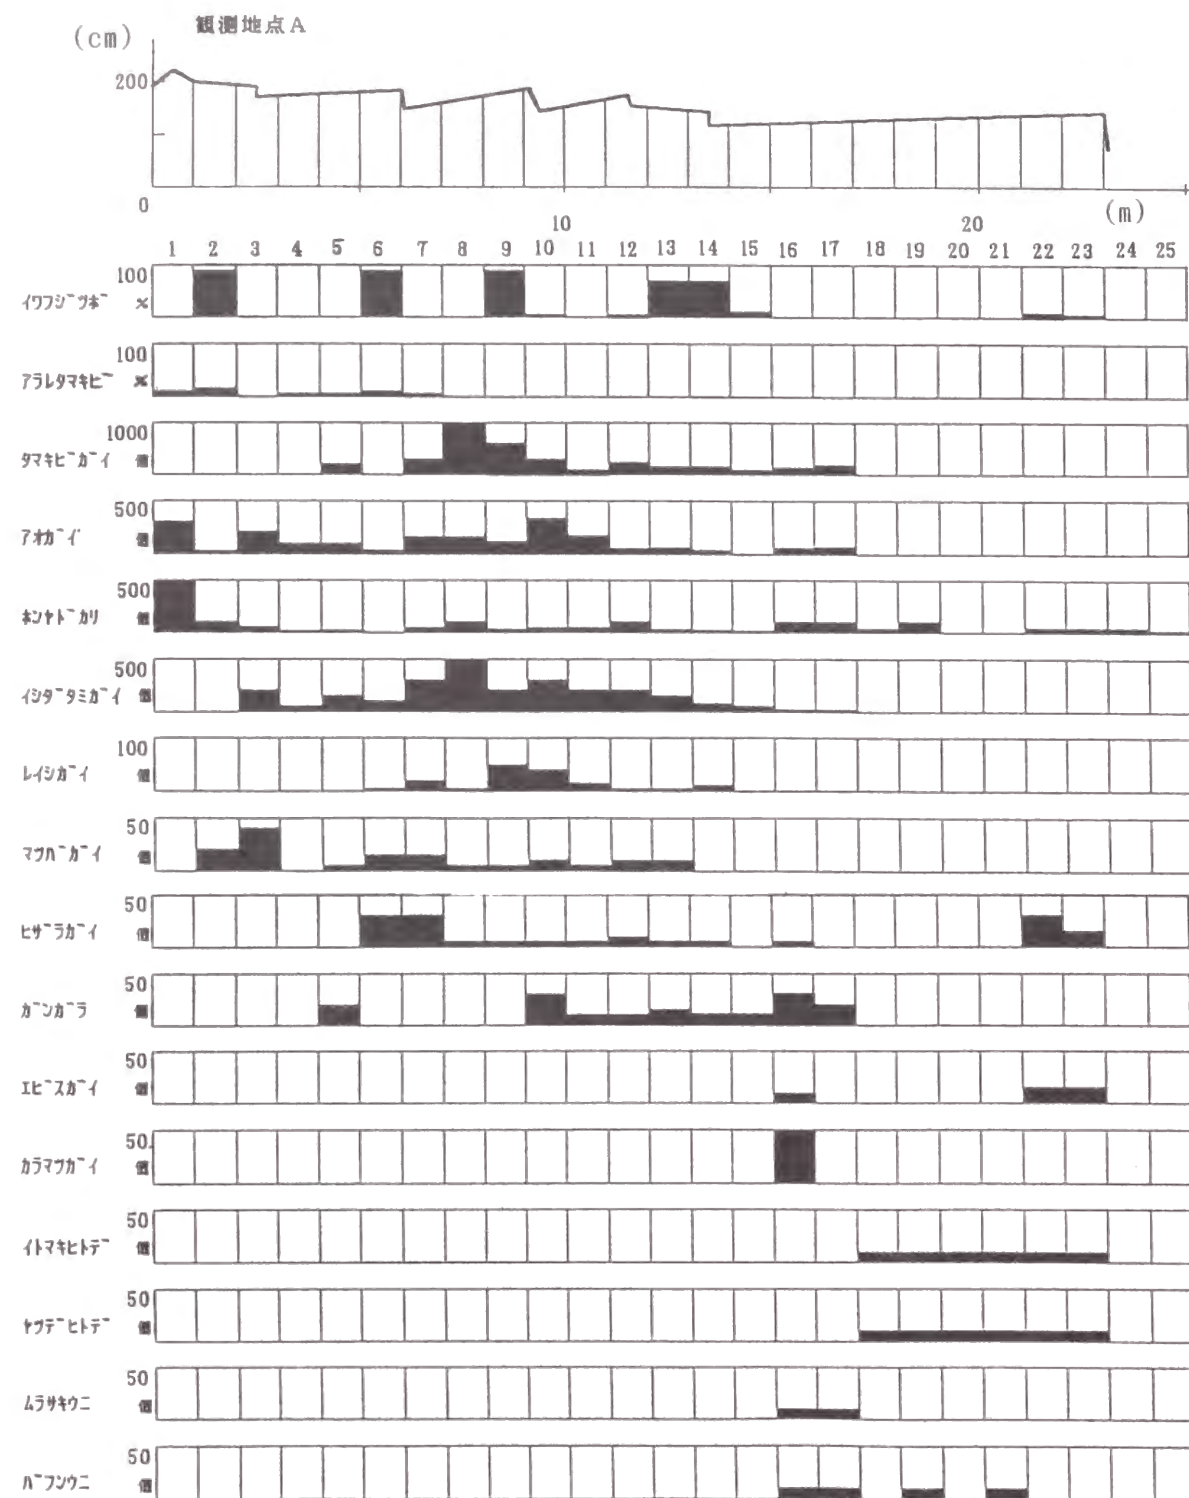 観測地点A
(cm)
200
0
10
20
(m)
1 2 3 4 5 6 7 8 9 10 11 12 13 14 15 16 17 18 19 20 21 22 23 24 25
イワフジツボ 100 %
アラレタマキビ 100 %
タマキビガイ 1000 個
アオガイ 500 個
ホンヤドカリ 500 個
イシダタミガイ 500 個
レイシガイ 100 個
マツバガイ 50 個
ヒザラガイ 50 個
ガンガラ 50 個
エビスガイ 50 個
カラマツガイ 50 個
イトマキヒトデ 50 個
ヤツデヒトデ 50 個
ムラサキウニ 50 個
バフンウニ 50 個